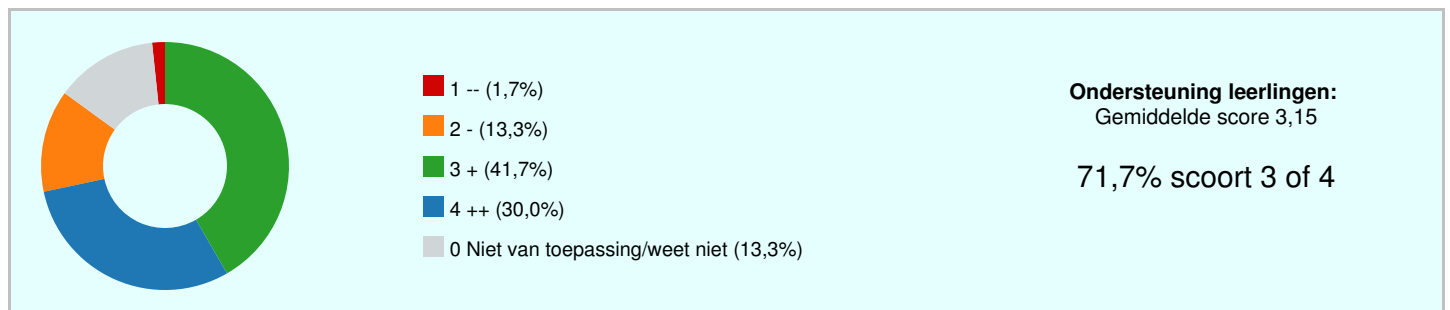 1 -- (1,7%)
2 - (13,3%)
3 + (41,7%)
4 ++ (30,0%)
0 Niet van toepassing/weet niet (13,3%)
Ondersteuning leerlingen:
Gemiddelde score 3,15
71,7% scoort 3 of 4